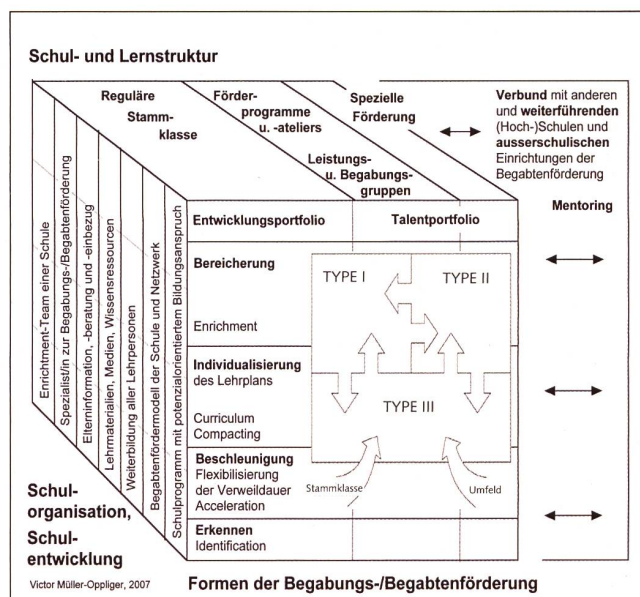 Schul- und Lernstruktur
Reguläre
Stamm-
klasse
Förder-
programme
u. -ateliers
Leistungs-
u. Begabungs-
gruppen
Spezielle
Förderung
Verbund mit anderen
und weiterführenden
(Hoch-)Schulen und
ausserschulischen
Einrichtungen der
Begabtenförderung
Mentoring
Enrichtment-Team einer Schule
Spezialist/in zur Begabungs-/Begabtenförderung
Elterninformation, -beratung und -einbezug
Lehrmaterialien, Medien, Wissensressourcen
Weiterbildung aller Lehrpersonen
Begabtenfördermodell der Schule und Netzwerk
Schulprogramm mit potenzialorientiertem Bildungsanspruch
Entwicklungsportfolio
Talentportfolio
Bereicherung
Enrichment
TYPE I
TYPE II
Individualisierung
des Lehrplans
Curriculum
Compacting
TYPE III
Beschleunigung
Flexibilisierung
der Verweildauer
Acceleration
Stammklasse
Umfeld
Erkennen
Identification
Schul-
organisation,
Schul-
entwicklung
Victor Müller-Oppliger, 2007
Formen der Begabungs-/Begabtenförderung